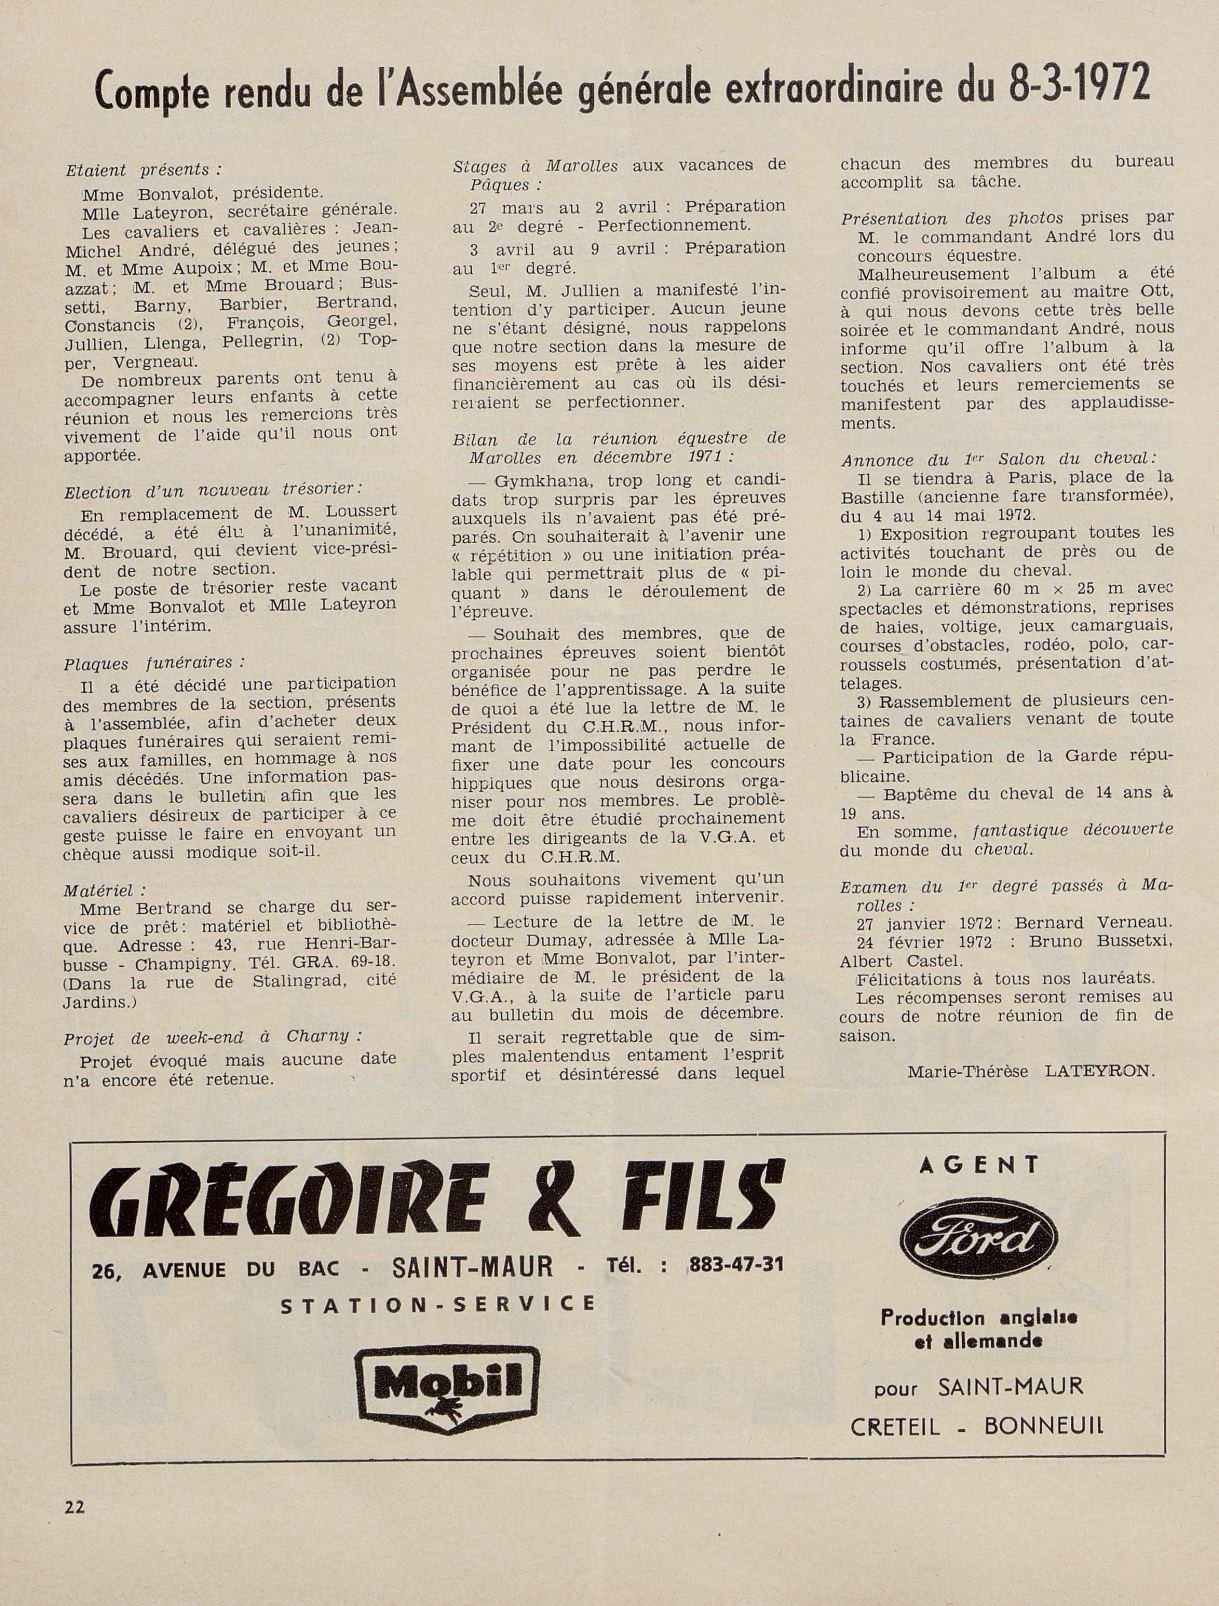 Compte rendu de l'Assemblée générale extraordinaire du 8-3-1972
Etaient présents :
Mme Bonvalot, présidente.
Mlle Lateyron, secrétaire générale.
Les cavaliers et cavalières : Jean-
Michel André, délégué des jeunes ;
M. et Mme Aupoix ; M. et Mme Bou-
azzat ; M. et Mme Brouard ; Bus-
setti, Barny, Barbier, Bertrand,
Constancis (2), François, Georgel,
Jullien, Llenga, Pellegrin, (2) Top-
per, Vergneau.
De nombreux parents ont tenu à
accompagner leurs enfants à cette
réunion et nous les remercions très
vivement de l'aide qu'il nous ont
apportée.
Election d'un nouveau trésorier :
En remplacement de M. Loussert
décédé, a été élu à l'unanimité,
M. Brouard, qui devient vice-prési-
dent de notre section.
Le poste de trésorier reste vacant
et Mme Bonvalot et Mlle Lateyron
assure l'intérim.
Plaques funéraires :
Il a été décidé une participation
des membres de la section, présents
à l'assemblée, afin d'acheter deux
plaques funéraires qui seraient remi-
ses aux familles, en hommage à nos
amis décédés. Une information pas-
sera dans le bulletin afin que les
cavaliers désireux de participer à ce
geste puisse le faire en envoyant un
chèque aussi modique soit-il.
Matériel :
Mme Bertrand se charge du ser-
vice de prêt : matériel et bibliothè-
que. Adresse : 43, rue Henri-Bar-
busse - Champigny. Tél. GRA. 69-18.
(Dans la rue de Stalingrad, cité
Jardins.)
Projet de week-end à Charny :
Projet évoqué mais aucune date
n'a encore été retenue.
Stages à Marolles aux vacances de
Pâques :
27 mars au 2 avril : Préparation
au 2e degré - Perfectionnement.
3 avril au 9 avril : Préparation
au 1er degré.
Seul, M. Jullien a manifesté l'in-
tention d'y participer. Aucun jeune
ne s'étant désigné, nous rappelons
que notre section dans la mesure de
ses moyens est prête à les aider
financièrement au cas où ils dési-
reraient se perfectionner.
Bilan de la réunion équestre de
Marolles en décembre 1971 :
— Gymkhana, trop long et candi-
dats trop surpris par les épreuves
auxquels ils n'avaient pas été pré-
parés. On souhaiterait à l'avenir une
« répétition » ou une initiation préa-
lable qui permettrait plus de « pi-
quant » dans le déroulement de
l'épreuve.
— Souhait des membres, que de
prochaines épreuves soient bientôt
organisée pour ne pas perdre le
bénéfice de l'apprentissage. A la suite
de quoi a été lue la lettre de M. le
Président du C.H.R.M., nous infor-
mant de l'impossibilité actuelle de
fixer une date pour les concours
hippiques que nous désirons orga-
niser pour nos membres. Le problè-
me doit être étudié prochainement
entre les dirigeants de la V.G.A. et
ceux du C.H.R.M.
Nous souhaitons vivement qu'un
accord puisse rapidement intervenir.
— Lecture de la lettre de M. le
docteur Dumay, adressée à Mlle La-
teyron et Mme Bonvalot, par l'inter-
médiaire de M. le président de la
V.G.A., à la suite de l'article paru
au bulletin du mois de décembre.
Il serait regrettable que de sim-
ples malentendus entament l'esprit
sportif et désintéressé dans lequel
chacun des membres du bureau
accomplit sa tâche.
Présentation des photos prises par
M. le commandant André lors du
concours équestre.
Malheureusement l'album a été
confié provisoirement au maître Ott,
à qui nous devons cette très belle
soirée et le commandant André, nous
informe qu'il offre l'album à la
section. Nos cavaliers ont été très
touchés et leurs remerciements se
manifestent par des applaudisse-
ments.
Annonce du 1er Salon du cheval :
Il se tiendra à Paris, place de la
Bastille (ancienne fare transformée),
du 4 au 14 mai 1972.
1) Exposition regroupant toutes les
activités touchant de près ou de
loin le monde du cheval.
2) La carrière 60 m × 25 m avec
spectacles et démonstrations, reprises
de haies, voltige, jeux camarguais,
courses d'obstacles, rodéo, polo, car-
roussels costumés, présentation d'at-
telages.
3) Rassemblement de plusieurs cen-
taines de cavaliers venant de toute
la France.
— Participation de la Garde répu-
blicaine.
— Baptême du cheval de 14 ans à
19 ans.
En somme, fantastique découverte
du monde du cheval.
Examen du 1er degré passés à Ma-
rolles :
27 janvier 1972 : Bernard Verneau.
24 février 1972 : Bruno Bussetxi,
Albert Castel.
Félicitations à tous nos lauréats.
Les récompenses seront remises au
cours de notre réunion de fin de
saison.
Marie-Thérèse LATEYRON.
GRÉGOIRE & FILS
26, AVENUE DU BAC - SAINT-MAUR - Tél. : 883-47-31
STATION-SERVICE
Mobil
AGENT
Ford
Production anglaise
et allemande
pour SAINT-MAUR
CRETEIL - BONNEUIL
22